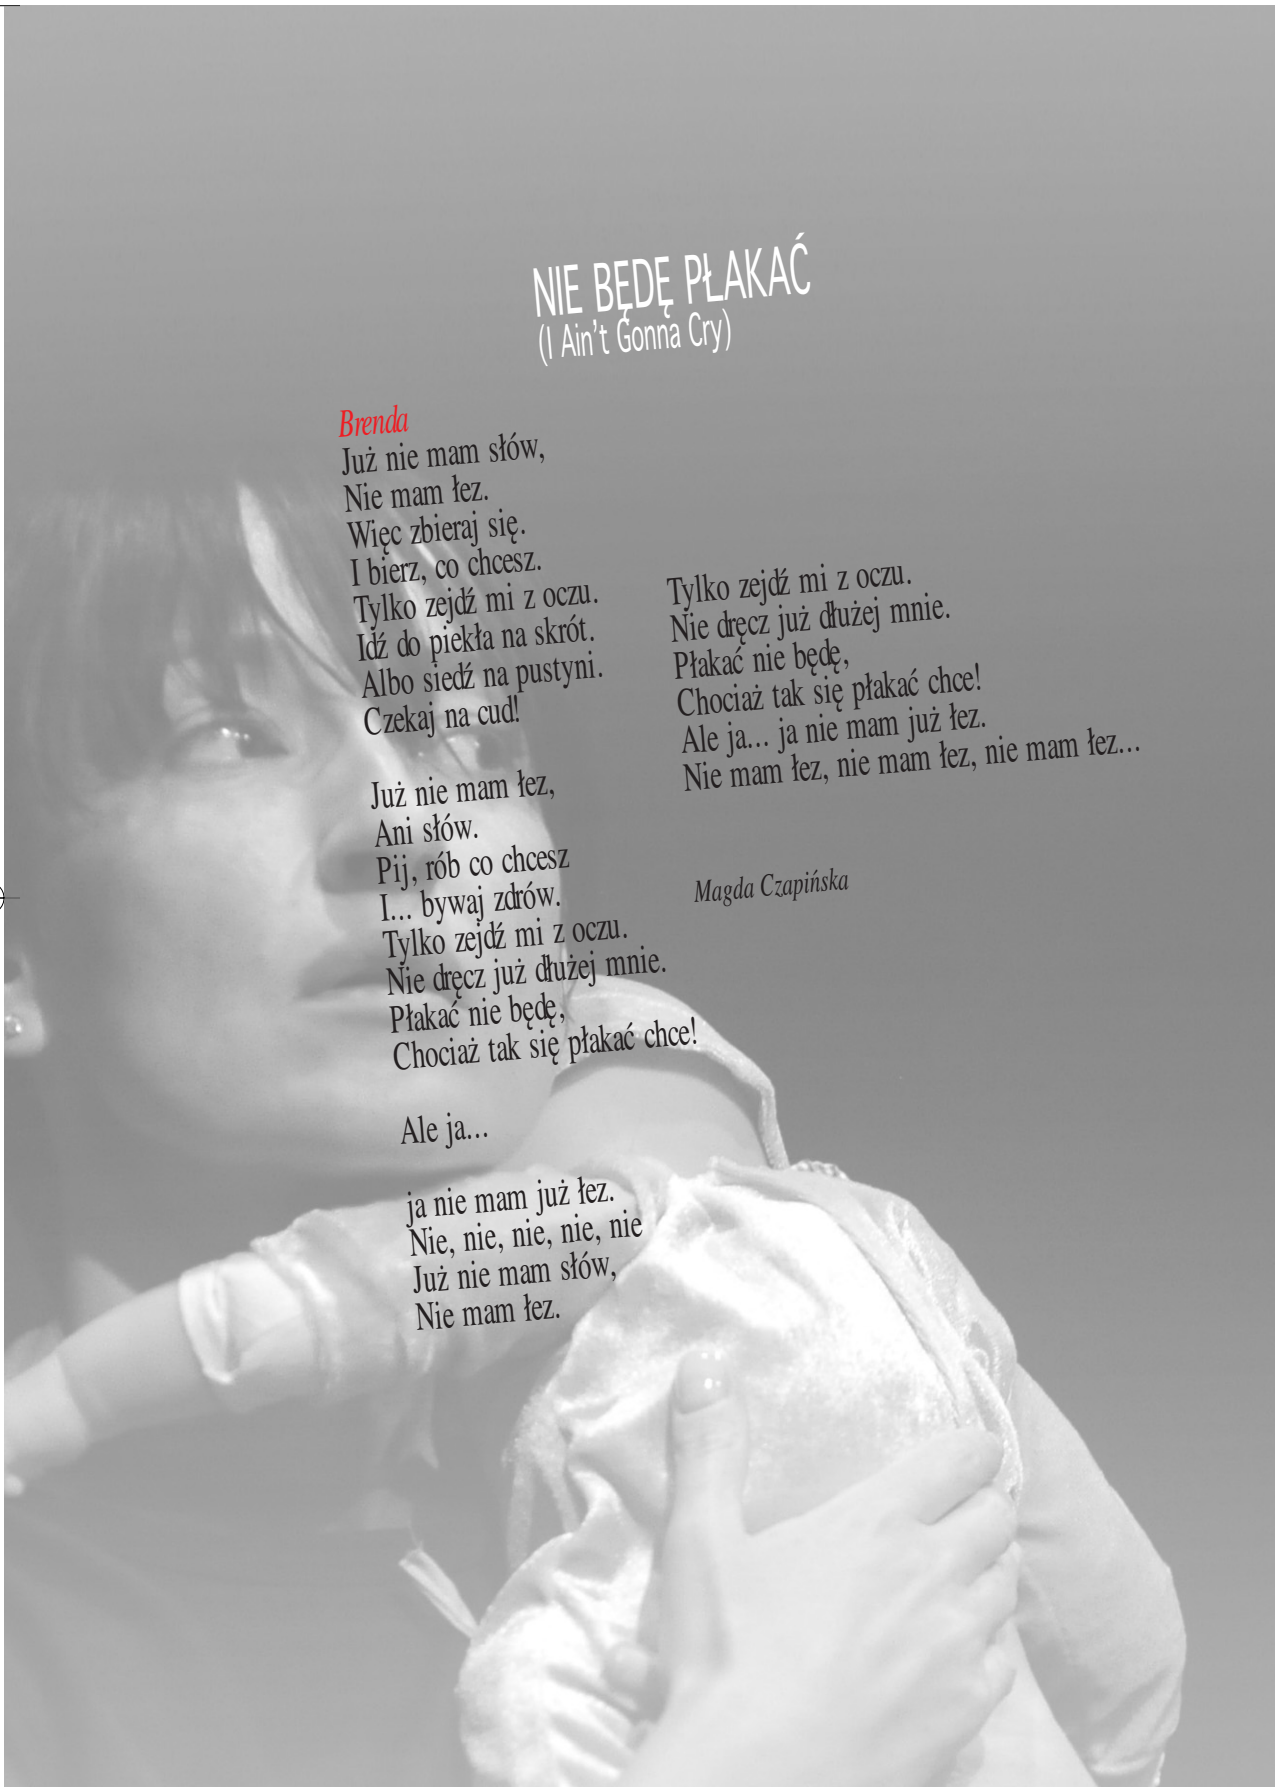 NIE BĘDĘ PŁAKAĆ
(I Ain't Gonna Cry)
Brenda
Już nie mam słów,
Nie mam łez.
Więc zbieraj się.
I bierz, co chcesz.
Tylko zejdź mi z oczu.
Idź do piekła na skrót.
Albo siedź na pustyni.
Czekaj na cud!
Już nie mam łez,
Ani słów.
Pij, rób co chcesz
I... bywaj zdrów.
Tylko zejdź mi z oczu.
Nie dręcz już dłużej mnie.
Płakać nie będę,
Chociaż tak się płakać chce!
Ale ja...
ja nie mam już łez.
Nie, nie, nie, nie, nie
Już nie mam słów,
Nie mam łez.
Tylko zejdź mi z oczu.
Nie dręcz już dłużej mnie.
Płakać nie będę,
Chociaż tak się płakać chce!
Ale ja... ja nie mam już łez.
Nie mam łez, nie mam łez, nie mam łez...
Magda Czapińska